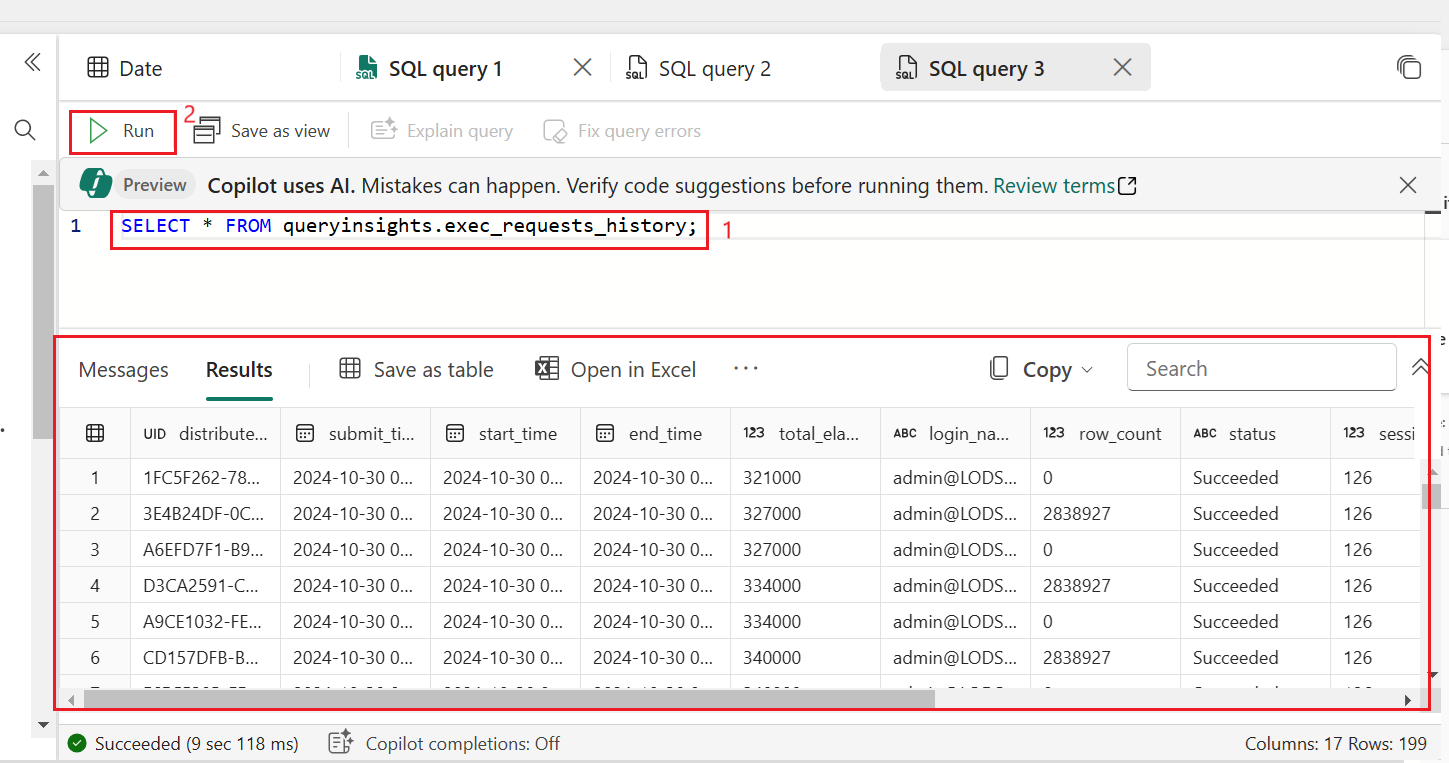 Date SQL query 1 SQL query 2 SQL query 3
Run 2 Save as view Explain query Fix query errors
Preview Copilot uses AI. Mistakes can happen. Verify code suggestions before running them. Review terms
1 SELECT * FROM queryinsights.exec_requests_history; 1
Messages Results Save as table Open in Excel ... Copy Search
UID distribute... submit_ti... start_time end_time 123 total_ela... ABC login_na... 123 row_count ABC status 123 sessi
1 1FC5F262-78... 2024-10-30 0... 2024-10-30 0... 2024-10-30 0... 321000 admin@LODS... 0 Succeeded 126
2 3E4B24DF-0C... 2024-10-30 0... 2024-10-30 0... 2024-10-30 0... 327000 admin@LODS... 2838927 Succeeded 126
3 A6EFD7F1-B9... 2024-10-30 0... 2024-10-30 0... 2024-10-30 0... 327000 admin@LODS... 0 Succeeded 126
4 D3CA2591-C... 2024-10-30 0... 2024-10-30 0... 2024-10-30 0... 334000 admin@LODS... 2838927 Succeeded 126
5 A9CE1032-FE... 2024-10-30 0... 2024-10-30 0... 2024-10-30 0... 334000 admin@LODS... 0 Succeeded 126
6 CD157DFB-B... 2024-10-30 0... 2024-10-30 0... 2024-10-30 0... 340000 admin@LODS... 2838927 Succeeded 126
Succeeded (9 sec 118 ms) Copilot completions: Off Columns: 17 Rows: 199